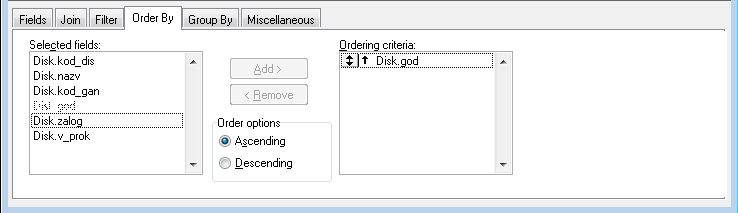 Fields Join Filter Order By Group By Miscellaneous
Selected fields:
Disk.kod_dis
Disk.nazv
Disk.kod_gan
Disk.god
Disk.zalog
Disk.v_prok
Add >
< Remove
Order options
Ascending
Descending
Ordering criteria:
Disk.god